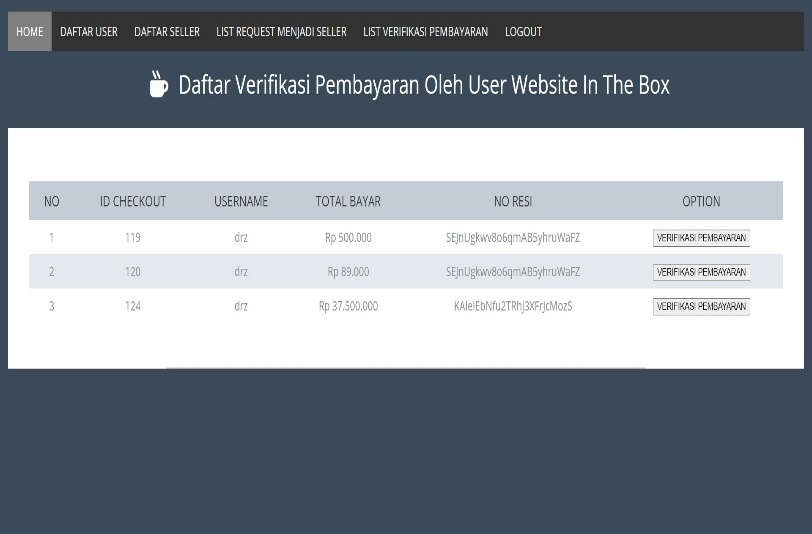 HOME DAFTAR USER DAFTAR SELLER LIST REQUEST MENJADI SELLER LIST VERIFIKASI PEMBAYARAN LOGOUT
Daftar Verifikasi Pembayaran Oleh User Website In The Box
NO ID CHECKOUT USERNAME TOTAL BAYAR NO RESI OPTION
1 119 drz Rp 500.000 SEJnUgkwv8o6qmAB5yhruWaFZ VERIFIKASI PEMBAYARAN
2 120 drz Rp 89.000 SEJnUgkwv8o6qmAB5yhruWaFZ VERIFIKASI PEMBAYARAN
3 124 drz Rp 37.500.000 KAIelEbNfu2TRhj3XFrJcMozS VERIFIKASI PEMBAYARAN